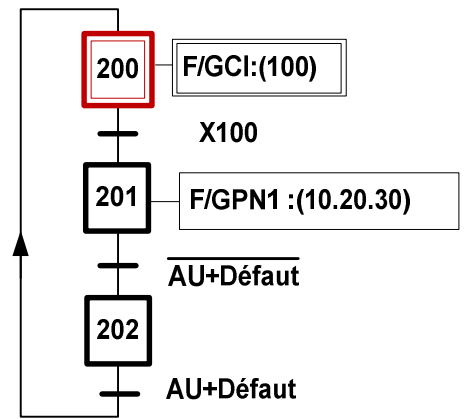 200
F/GCI:(100)
X100
201
F/GPN1 :(10.20.30)
AU+Défaut
202
AU+Défaut